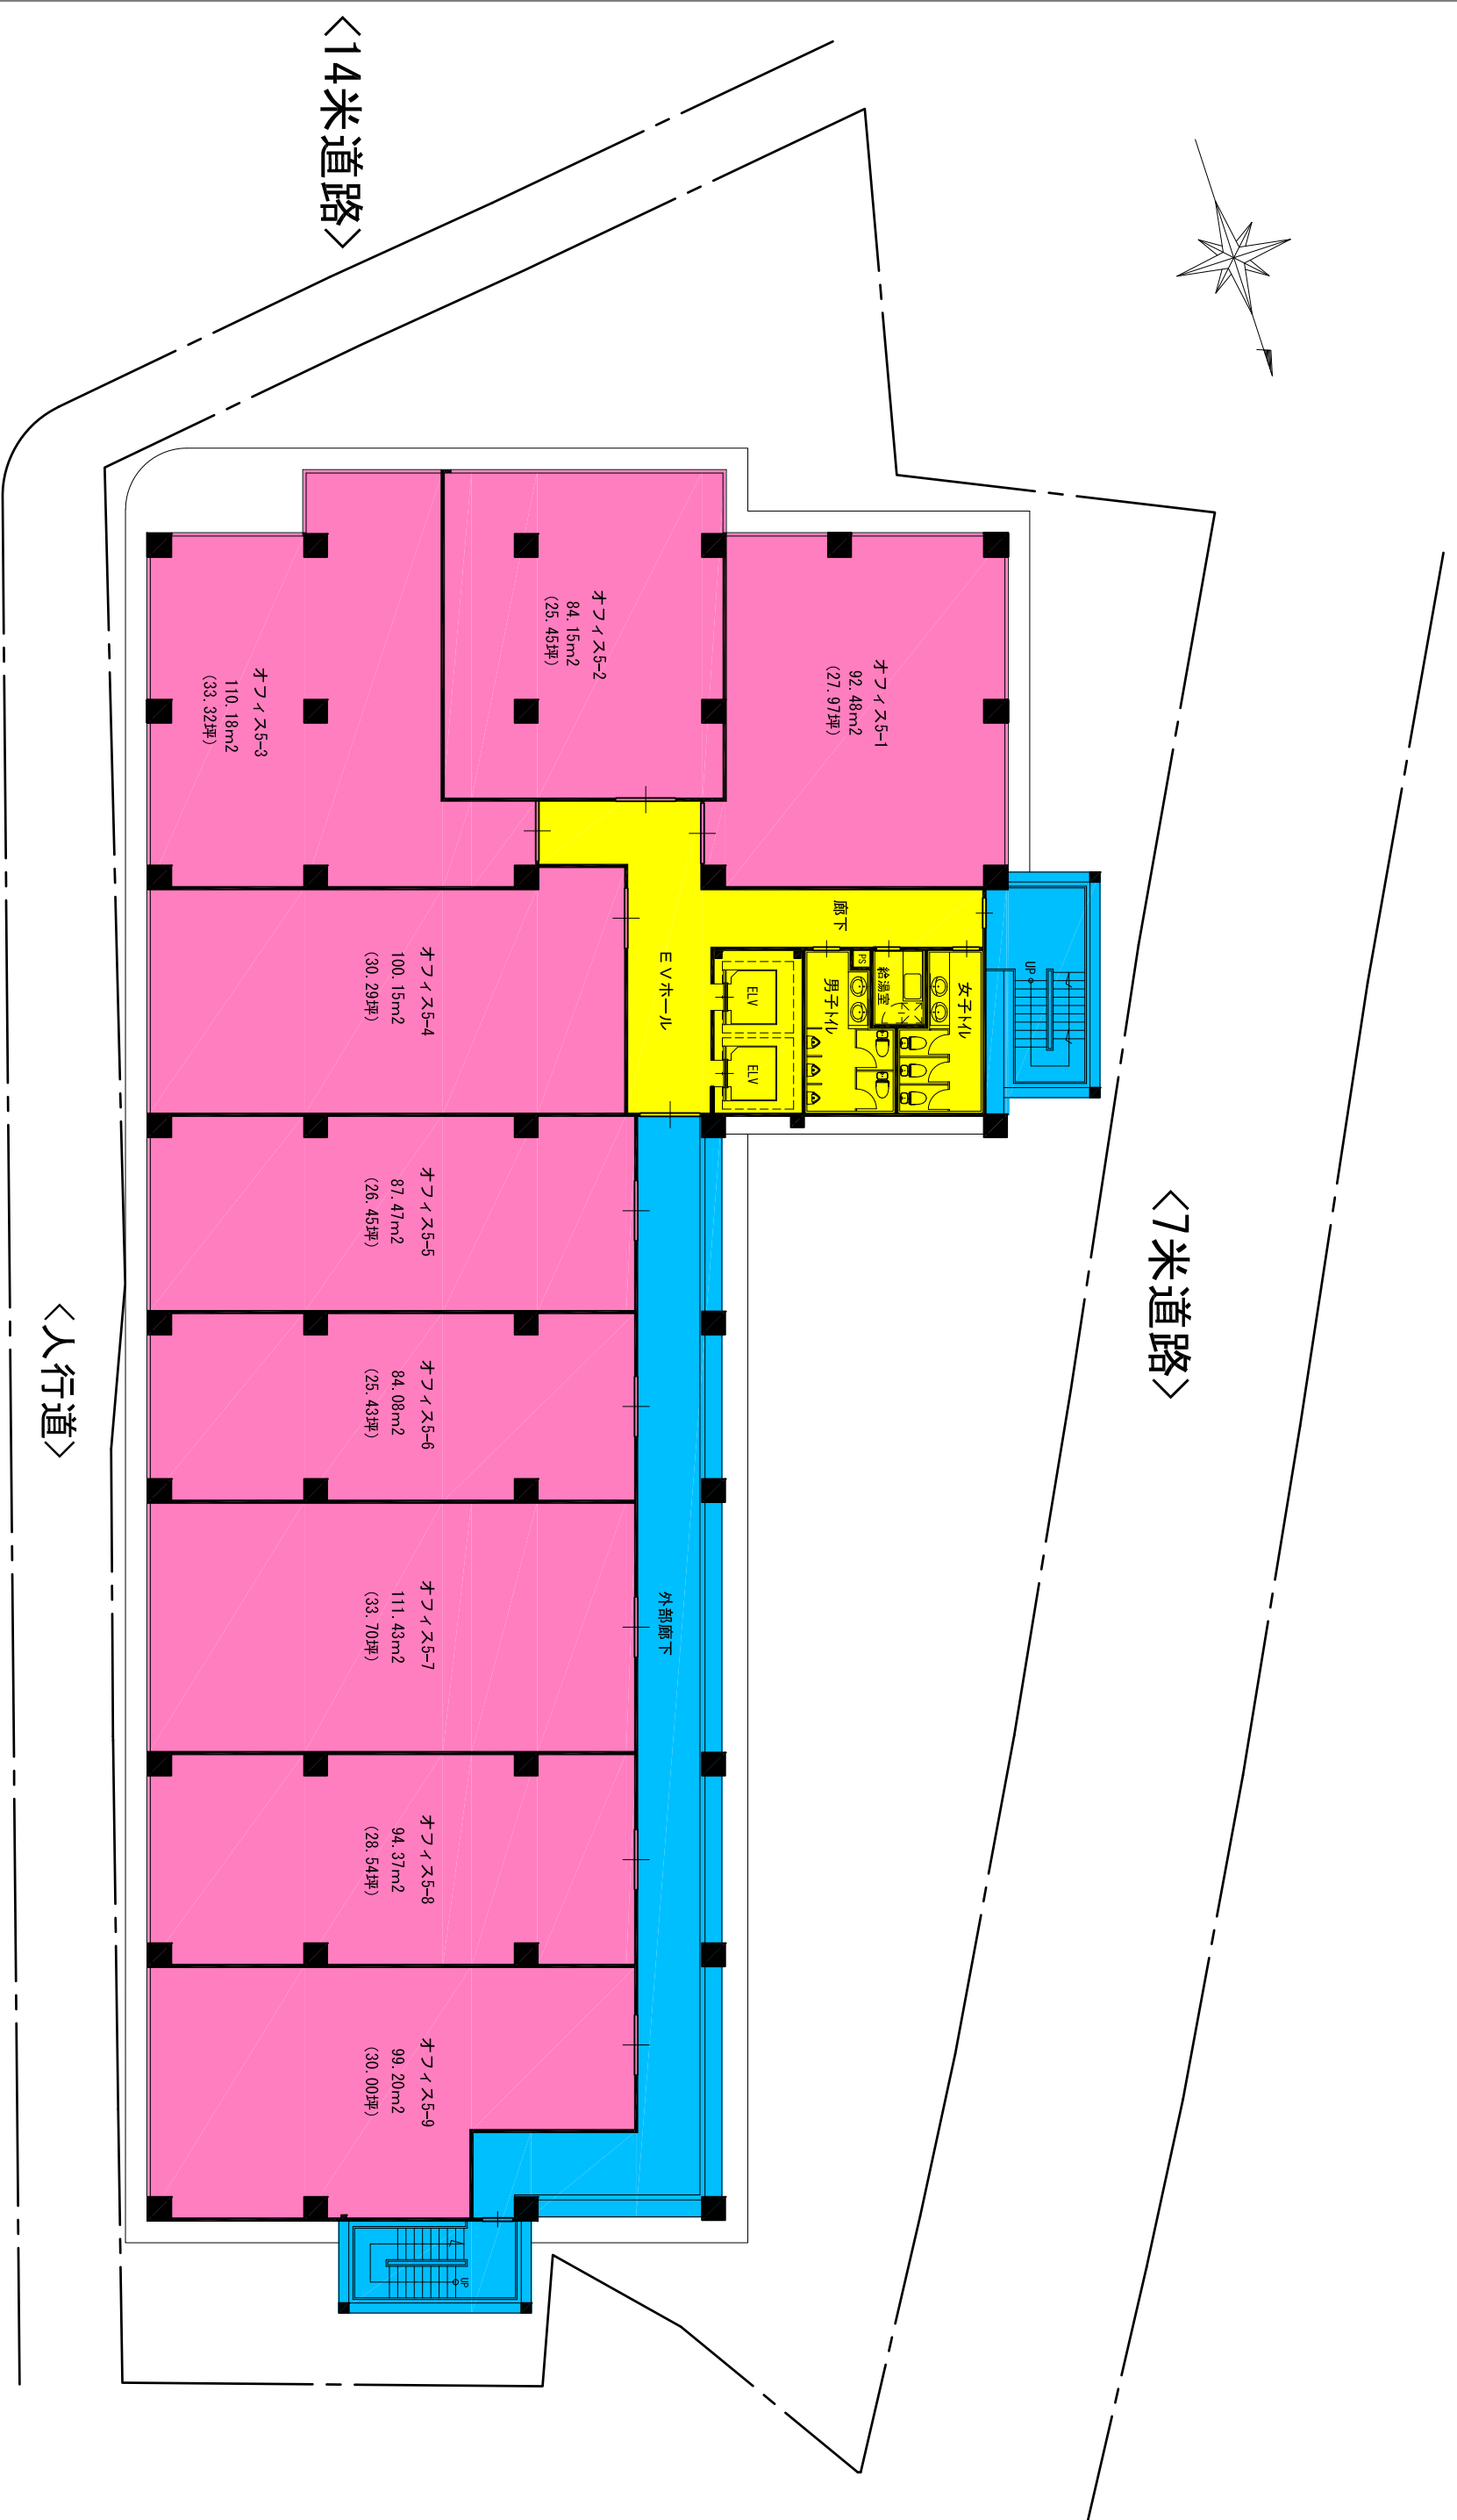 〈14米道路〉
〈7米道路〉
〈人行道〉
オフィス5-1
92.48m2
(27.97坪)
オフィス5-2
84.15m2
(25.45坪)
オフィス5-3
110.18m2
(33.32坪)
廊下
UP
女子トイレ
給湯室
PS
男子トイレ
ELV
ELV
EVホール
オフィス5-4
100.15m2
(30.29坪)
オフィス5-5
87.47m2
(26.45坪)
オフィス5-6
84.08m2
(25.43坪)
外部廊下
オフィス5-7
111.43m2
(33.70坪)
オフィス5-8
94.37m2
(28.54坪)
オフィス5-9
99.20m2
(30.00坪)
UP